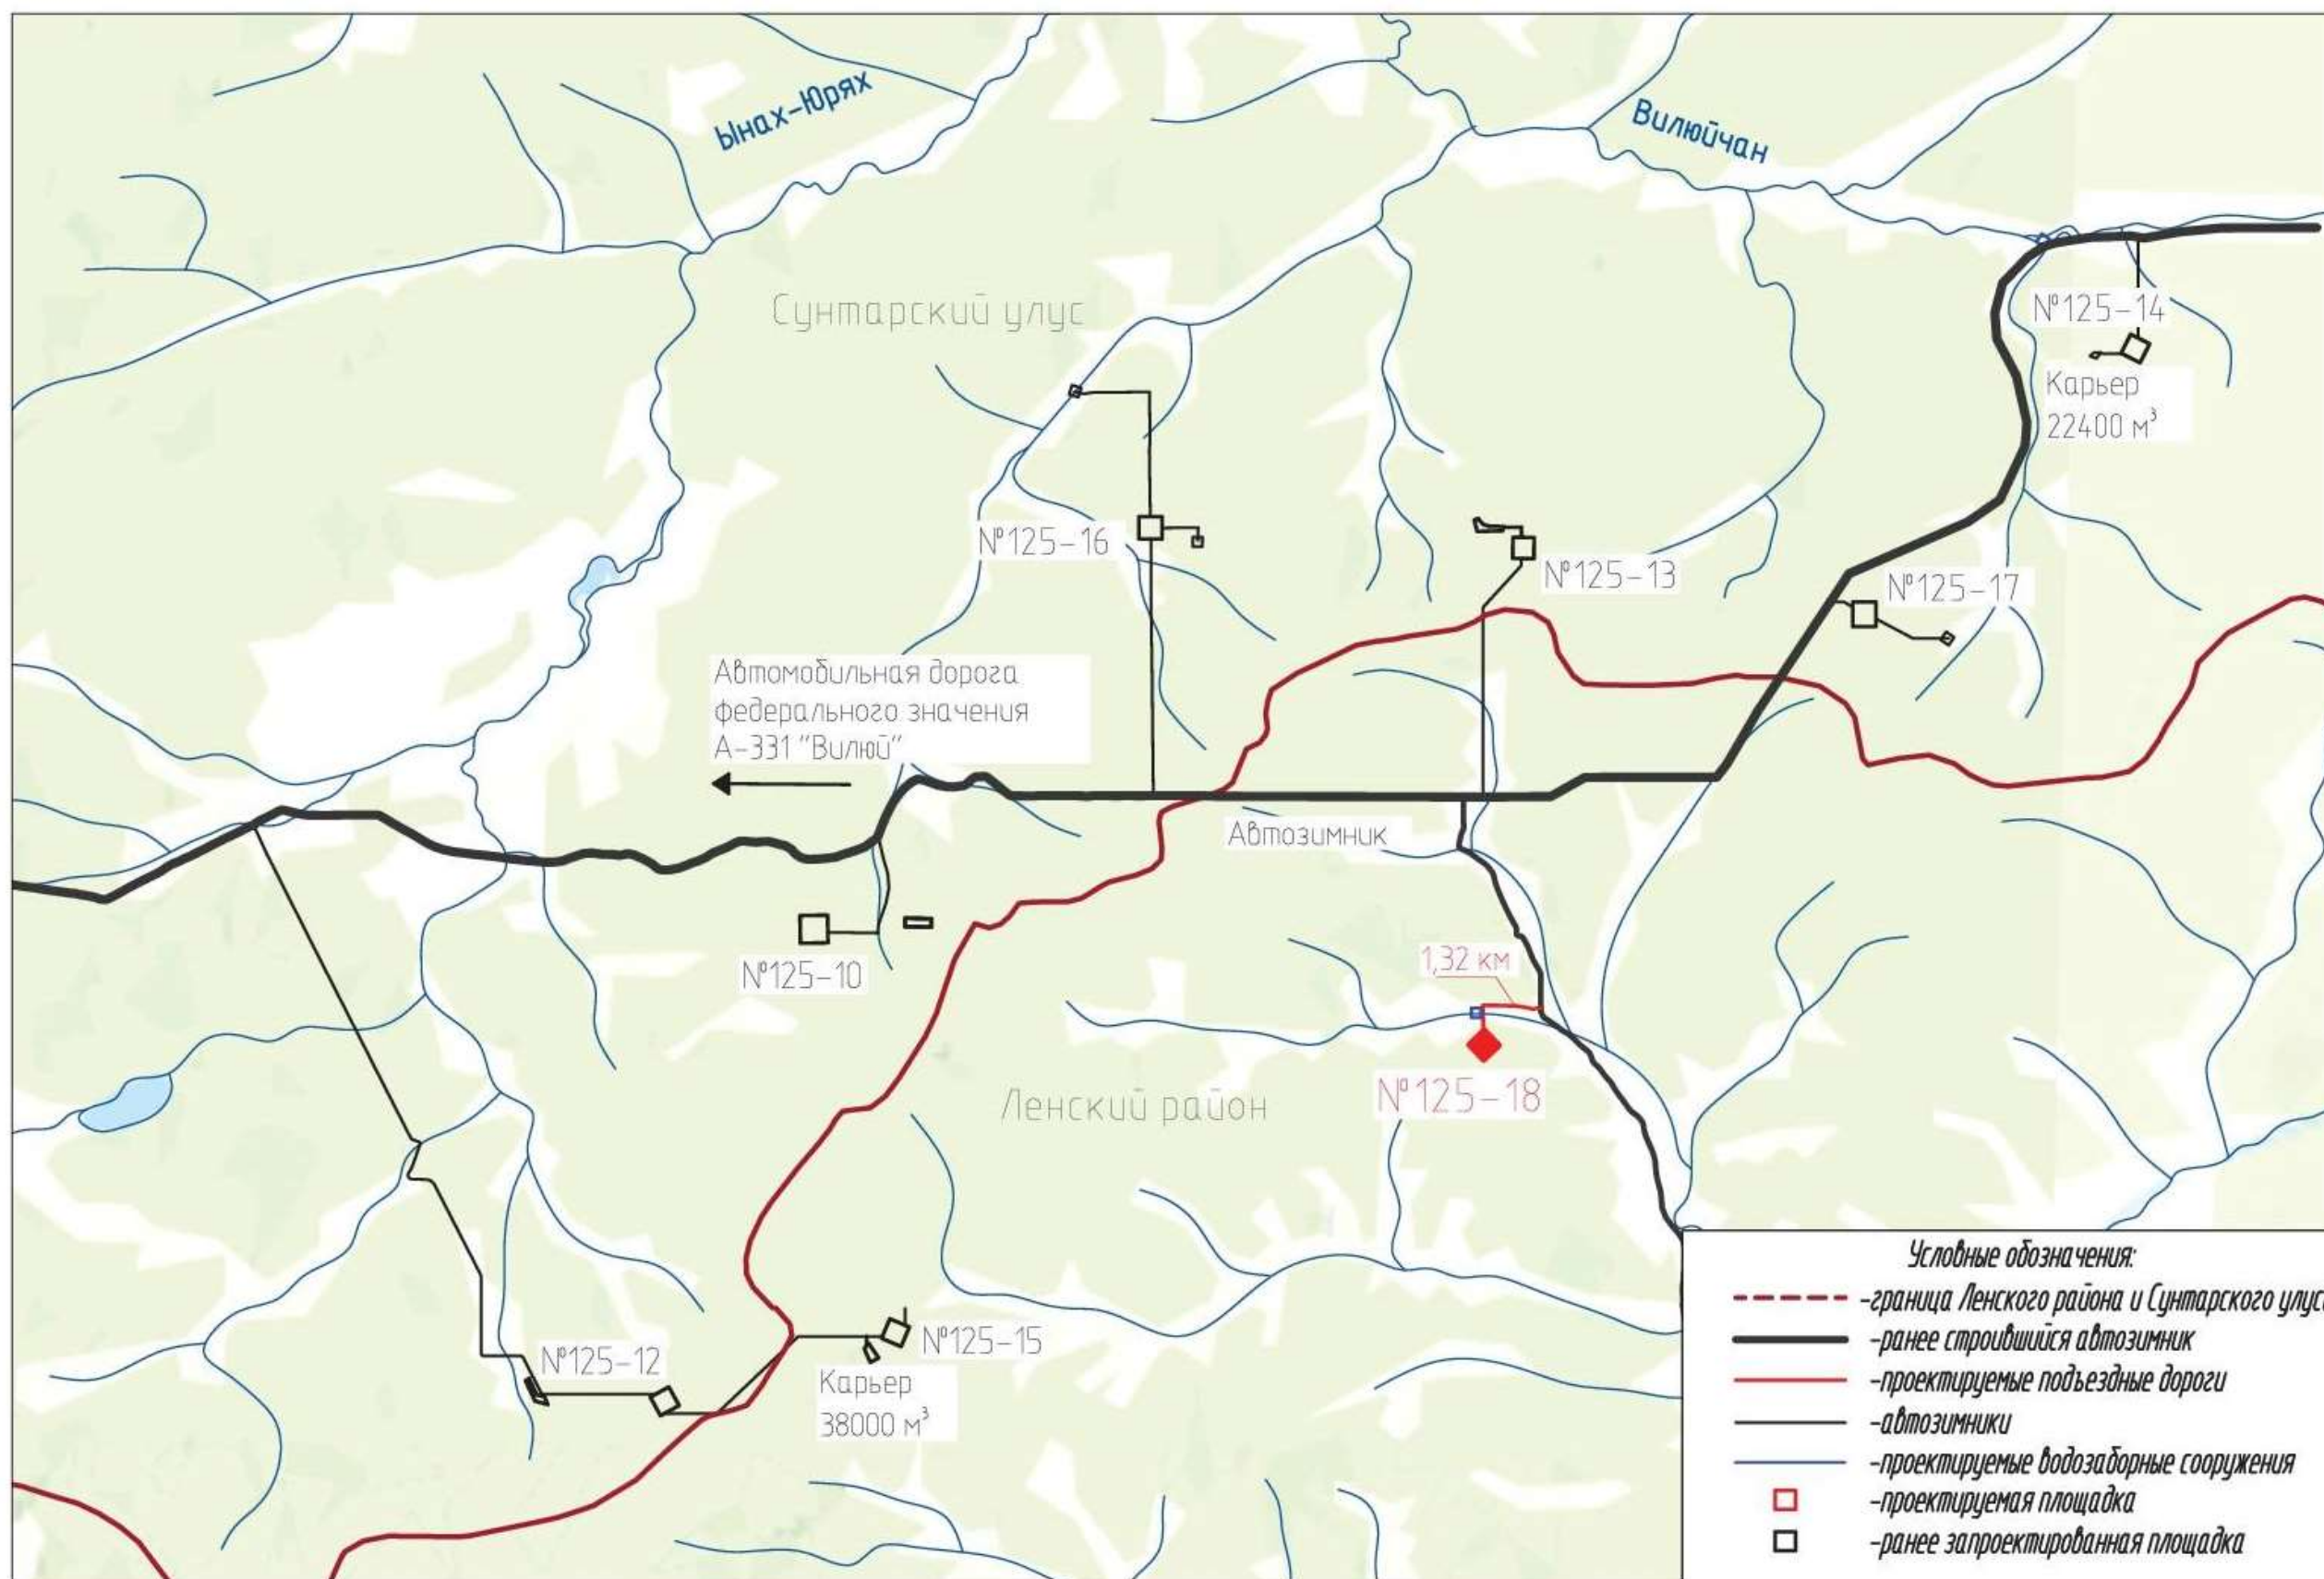 Ынах-Юрях
Вилюйчан
Сунтарский улус
№125-14
Карьер
22400 м³
№125-16
№125-13
№125-17
Автомобильная дорога
федерального значения
А-331 "Вилюй"
Автозимник
№125-10
1,32 км
№125-18
Ленский район
№125-12
№125-15
Карьер
38000 м³
Условные обозначения:
-граница Ленского района и Сунтарского
-ранее строившийся автозимник
-проектируемые подъездные дороги
-автозимники
-проектируемые водозаборные сооружения
-проектируемая площадка
-ранее запроектированная площадка